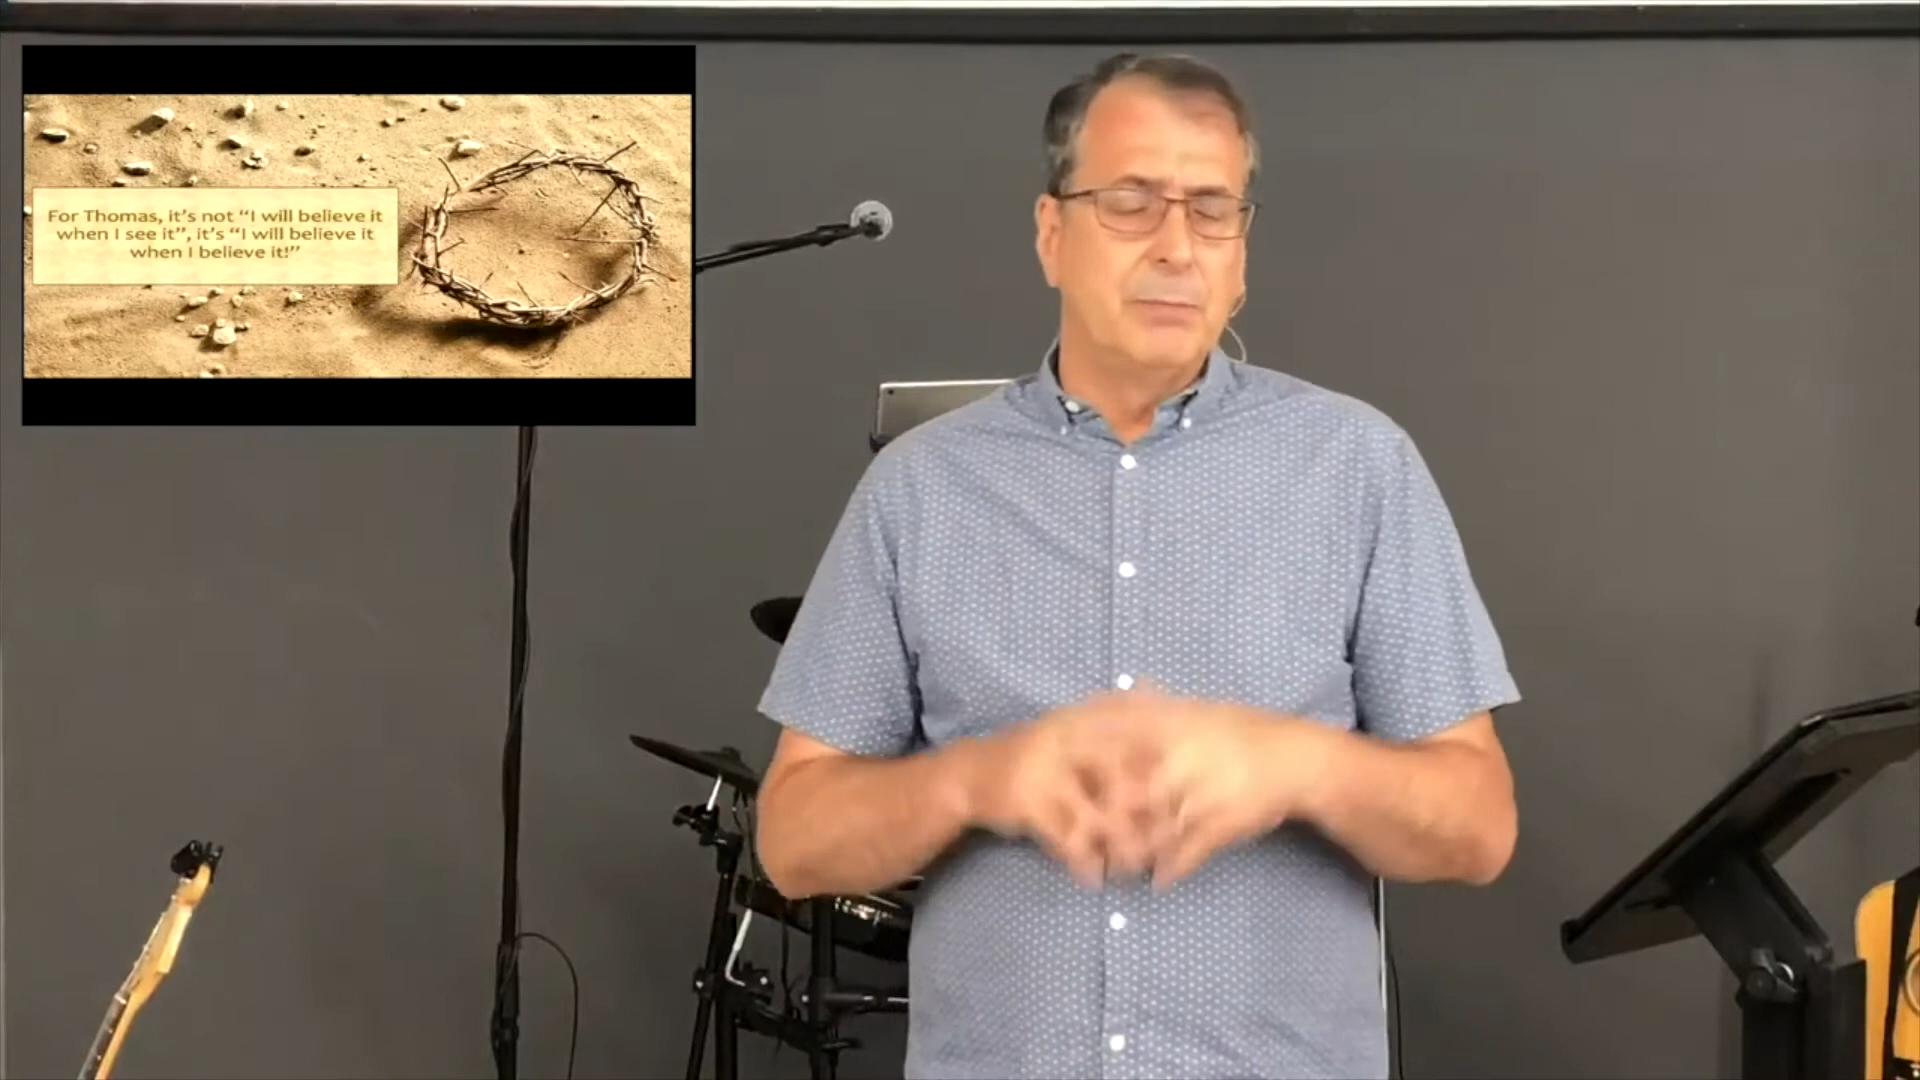 For Thomas, it’s not “I will believe it
when I see it”, it’s “I will believe it
when I believe it!”